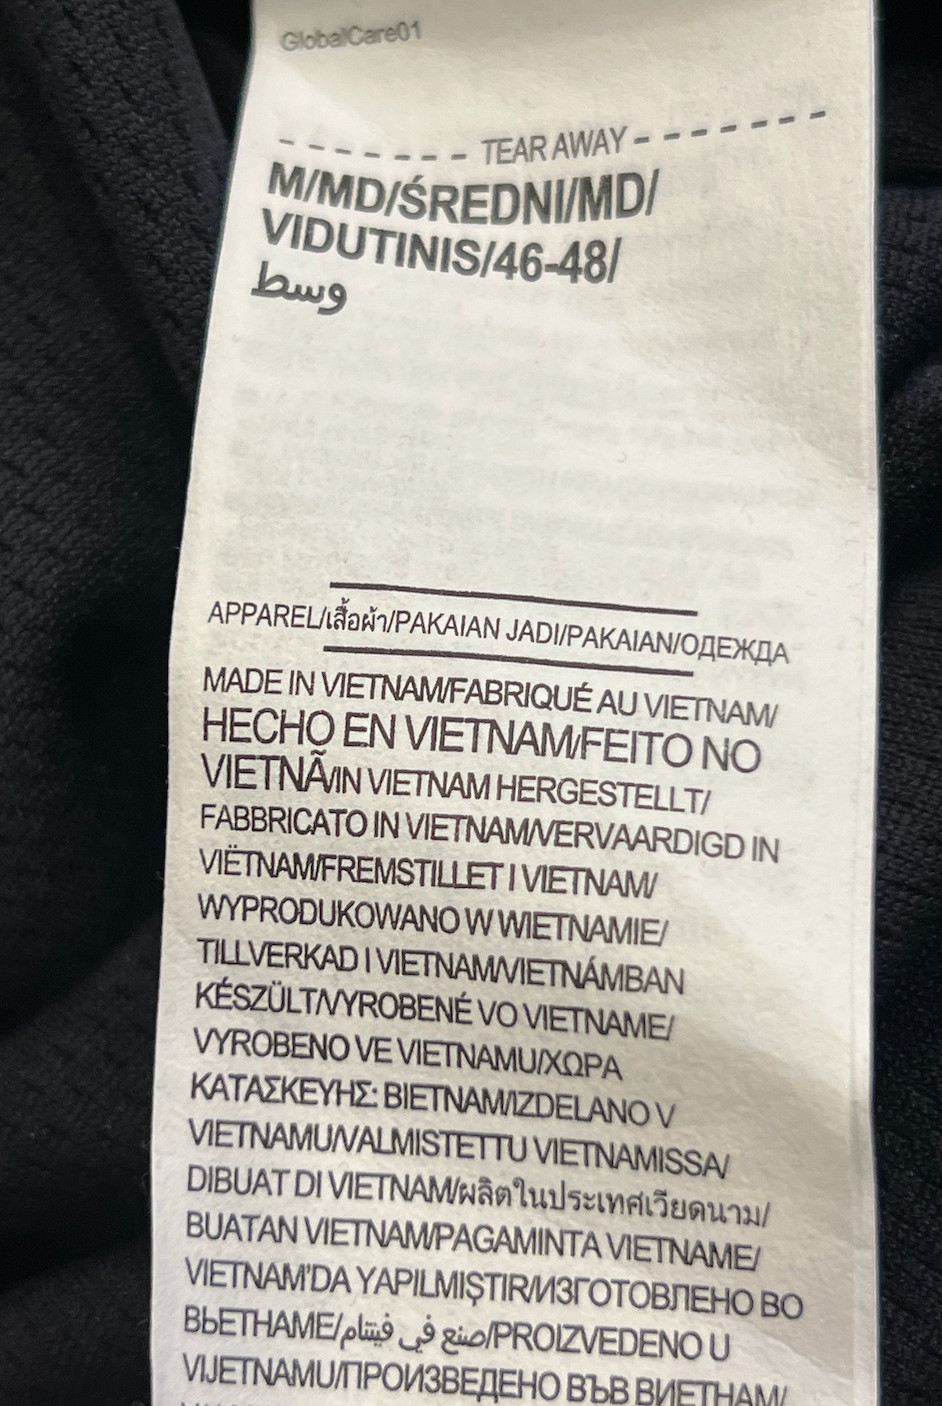 GlobalCare01
TEAR AWAY
M/MD/ŚREDNI/MD/
VIDUTINIS/46-48/
وسط
APPAREL/เสื้อผ้า/PAKAIAN JADI/PAKAIAN/ОДЕЖДА
MADE IN VIETNAM/FABRIQUÉ AU VIETNAM/
HECHO EN VIETNAM/FEITO NO
VIETNÃ/IN VIETNAM HERGESTELLT/
FABBRICATO IN VIETNAM/VERVAARDIGD IN
VIËTNAM/FREMSTILLET I VIETNAM/
WYPRODUKOWANO W WIETNAMIE/
TILLVERKAD I VIETNAM/VIETNÁMBAN
KÉSZÜLT/VYROBENÉ VO VIETNAME/
VYROBENO VE VIETNAMU/ΧΩΡΑ
ΚΑΤΑΣΚΕΥΗΣ: ΒΙΕΤΝΑΜ/IZDELANO V
VIETNAMU/VALMISTETTU VIETNAMISSA/
DIBUAT DI VIETNAM/ผลิตในประเทศเวียดนาม/
BUATAN VIETNAM/PAGAMINTA VIETNAME/
VIETNAM'DA YAPILMIŞTIR/ИЗГОТОВЛЕНО ВО
ВЬЕТНАМЕ/صنع في فيتنام/PROIZVEDENO U
VIJETNAMU/ПРОИЗВЕДЕНО ВЪВ ВИЕТНАМ/